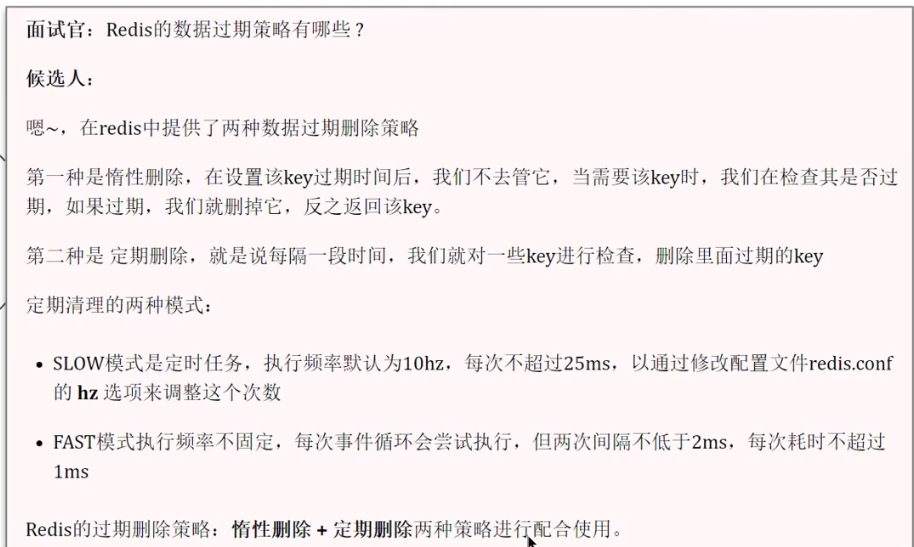 面试官：Redis的数据过期策略有哪些？
候选人：
嗯~，在redis中提供了两种数据过期删除策略
第一种是惰性删除，在设置该key过期时间后，我们不去管它，当需要该key时，我们在检查其是否过
期，如果过期，我们就删掉它，反之返回该key。
第二种是 定期删除，就是说每隔一段时间，我们就对一些key进行检查，删除里面过期的key
定期清理的两种模式：
• SLOW模式是定时任务，执行频率默认为10hz，每次不超过25ms，以通过修改配置文件redis.conf
的 hz 选项来调整这个次数
• FAST模式执行频率不固定，每次事件循环会尝试执行，但两次间隔不低于2ms，每次耗时不超过
1ms
Redis的过期删除策略：惰性删除 + 定期删除两种策略进行配合使用。